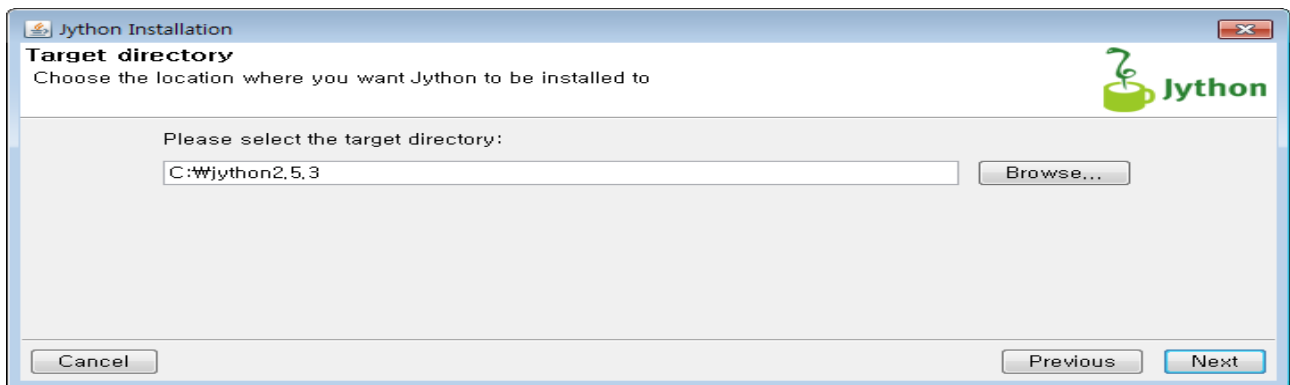 Jython Installation
Target directory
Choose the location where you want Jython to be installed to
Jython
Please select the target directory:
C:₩jython2,5,3
Browse,,,
Cancel
Previous
Next